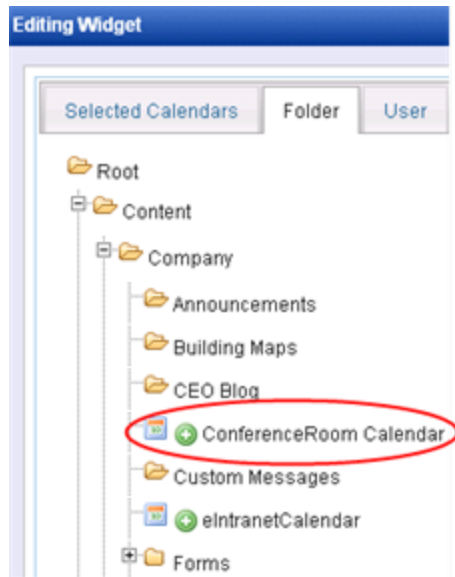 Editing Widget
Selected Calendars Folder User
Root
Content
Company
Announcements
Building Maps
CEO Blog
ConferenceRoom Calendar
Custom Messages
eIntranetCalendar
Forms